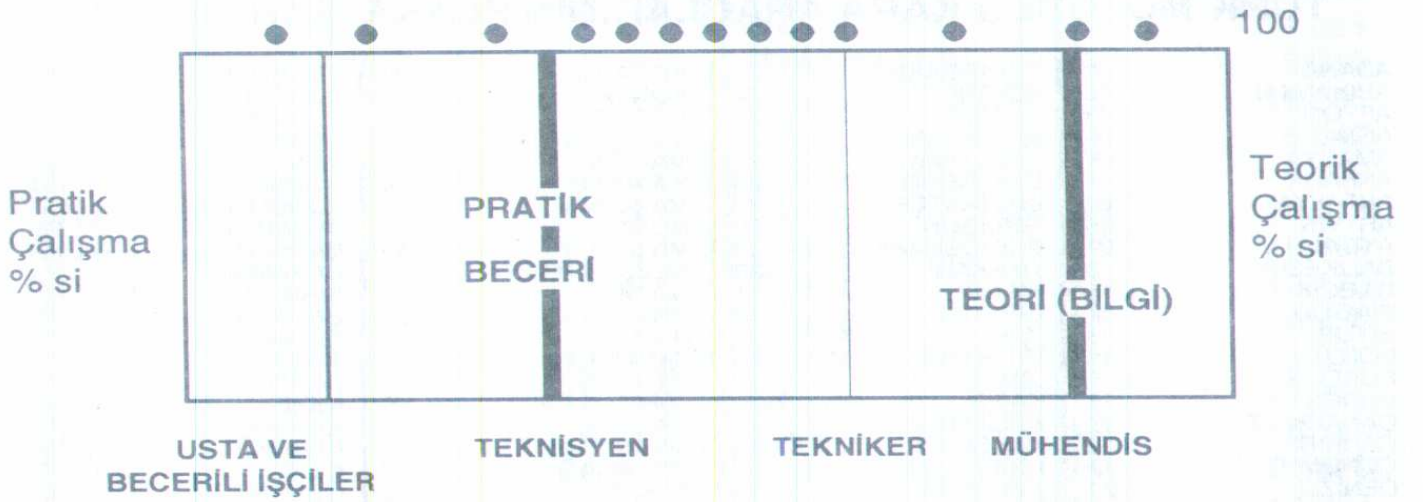 100
Pratik
Çalışma
% si
PRATİK
BECERİ
TEORİ (BİLGİ)
Teorik
Çalışma
% si
USTA VE
BECERİLİ İŞÇİLER
TEKNİSYEN
TEKNİKER
MÜHENDİS